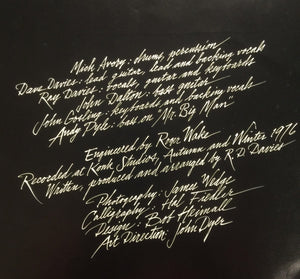 Mick Avory: drums, percussion
Dave Davies: lead guitar, lead and backing vocals
Ray Davies: vocals, guitar and keyboards
John Dalton: bass guitar
John Gosling: keyboards and backing vocals
Andy Pyle: bass on "Mr. Big Man"
Engineered by Roger Wake
Recorded at Konk Studios, Autumn and Winter 1976
Written, produced and arranged by R. D. Davies
Photography: James Wedge
Calligraphy: Hal Fiedler
Design: Bob Heimall
Art Direction: John Dyer